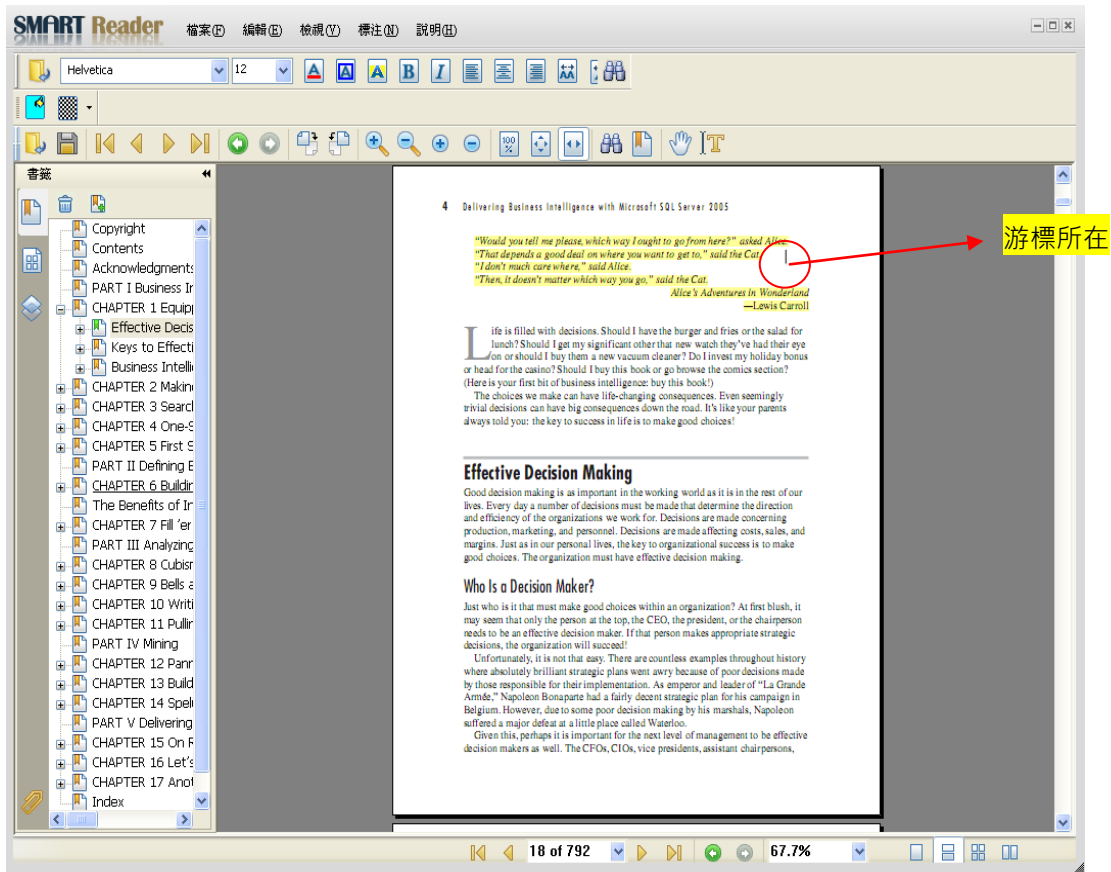 SMART Reader 檔案(F) 編輯(E) 檢視(V) 標注(N) 說明(H)
Helvetica 12 A A A B I AA
100 % T
書籤
Copyright
Contents
Acknowledgments
PART I Business Ir
CHAPTER 1 Equip
Effective Decis
Keys to Effecti
Business Intelli
CHAPTER 2 Makin
CHAPTER 3 Searcl
CHAPTER 4 One-S
CHAPTER 5 First S
PART II Defining E
CHAPTER 6 Buildir
The Benefits of Ir
CHAPTER 7 Fill 'er
PART III Analyzing
CHAPTER 8 Cubisr
CHAPTER 9 Bells a
CHAPTER 10 Writi
CHAPTER 11 Pullir
PART IV Mining
CHAPTER 12 Panr
CHAPTER 13 Build
CHAPTER 14 Spel
PART V Delivering
CHAPTER 15 On R
CHAPTER 16 Let's
CHAPTER 17 Anot
Index
4 Delivering Business Intelligence with Microsoft SQL Server 2005
"Would you tell me please, which way I ought to go from here?" asked Alice.
"That depends a good deal on where you want to get to," said the Cat.
"I don't much care where," said Alice.
"Then, it doesn't matter which way you go," said the Cat.
Alice's Adventures in Wonderland
—Lewis Carroll
Life is filled with decisions. Should I have the burger and fries or the salad for
lunch? Should I get my significant other that new watch they've had their eye
on or should I buy them a new vacuum cleaner? Do I invest my holiday bonus
or head for the casino? Should I buy this book or go browse the comics section?
(Here is your first bit of business intelligence: buy this book!)
The choices we make can have life-changing consequences. Even seemingly
trivial decisions can have big consequences down the road. It's like your parents
always told you: the key to success in life is to make good choices!
Effective Decision Making
Good decision making is as important in the working world as it is in the rest of our
lives. Every day a number of decisions must be made that determine the direction
and efficiency of the organizations we work for. Decisions are made concerning
production, marketing, and personnel. Decisions are made affecting costs, sales, and
margins. Just as in our personal lives, the key to organizational success is to make
good choices. The organization must have effective decision making.
Who Is a Decision Maker?
Just who is it that must make good choices within an organization? At first blush, it
may seem that only the person at the top, the CEO, the president, or the chairperson
needs to be an effective decision maker. If that person makes appropriate strategic
decisions, the organization will succeed!
Unfortunately, it is not that easy. There are countless examples throughout history
where absolutely brilliant strategic plans went awry because of poor decisions made
by those responsible for their implementation. As emperor and leader of "La Grande
Armée," Napoleon Bonaparte had a fairly decent strategic plan for his campaign in
Belgium. However, due to some poor decision making by his marshals, Napoleon
suffered a major defeat at a little place called Waterloo.
Given this, perhaps it is important for the next level of management to be effective
decision makers as well. The CFOs, CIOs, vice presidents, assistant chairpersons,
游標所在
18 of 792 67.7%